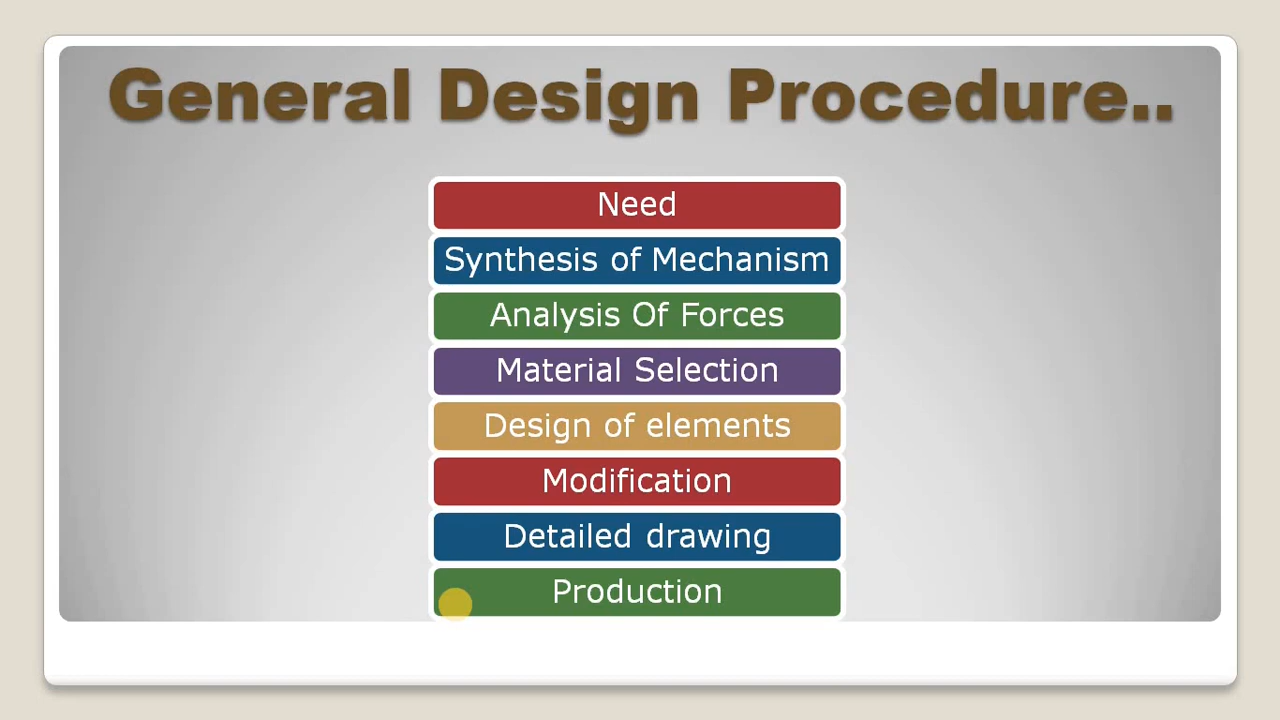 General Design Procedure..
Need
Synthesis of Mechanism
Analysis Of Forces
Material Selection
Design of elements
Modification
Detailed drawing
Production